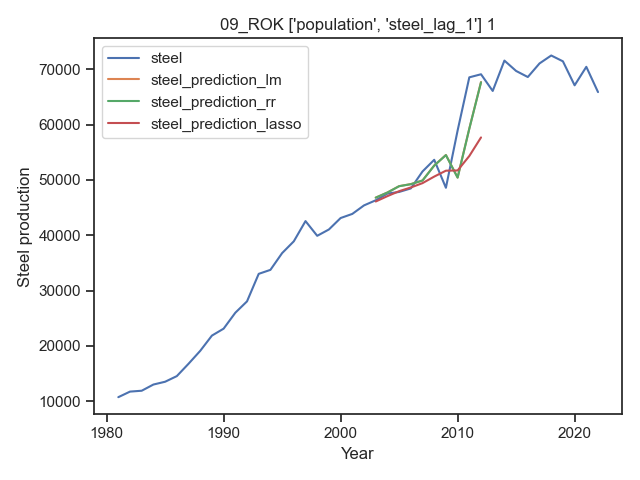 09_ROK ['population', 'steel_lag_1'] 1
steel
steel_prediction_lm
steel_prediction_rr
steel_prediction_lasso
70000
60000
50000
40000
30000
20000
10000
Steel production
1980 1990 2000 2010 2020
Year